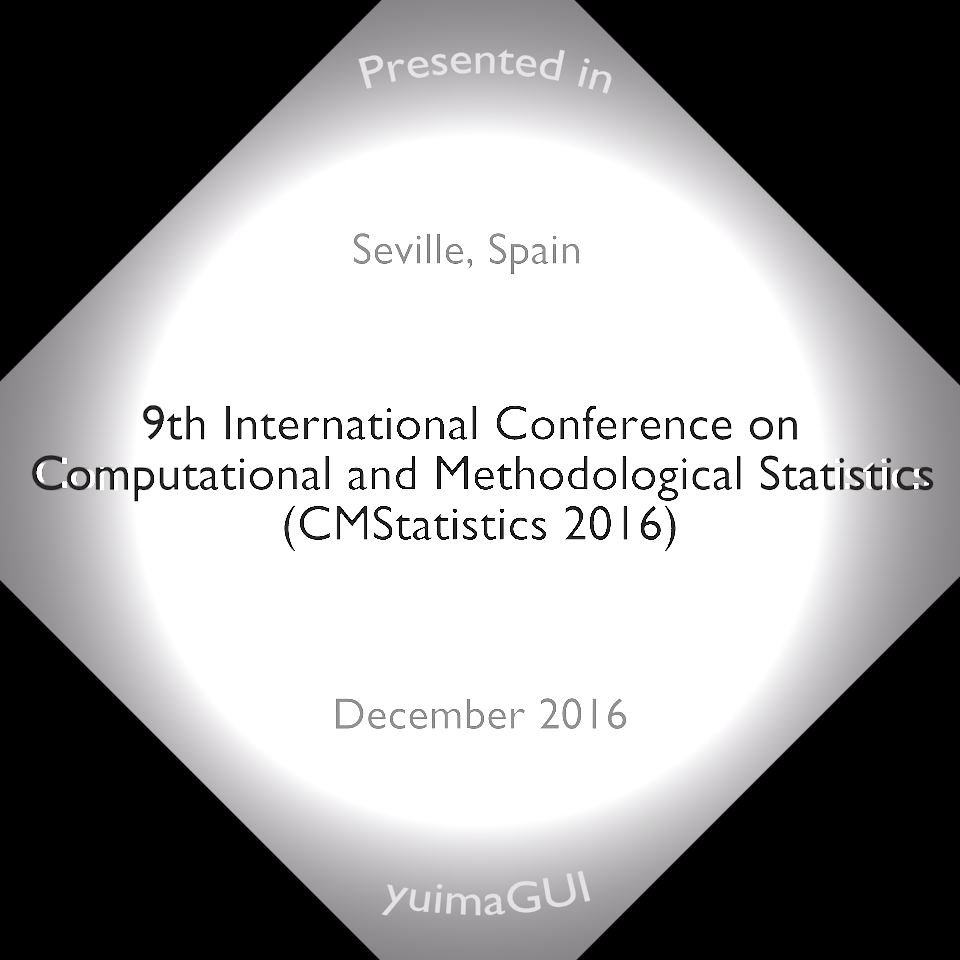 Presented in
Seville, Spain
9th International Conference on
Computational and Methodological Statistics
(CMStatistics 2016)
December 2016
yuimaGUI